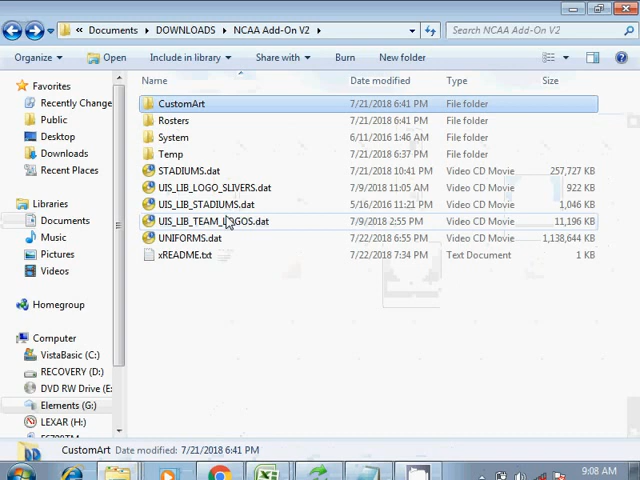 « Documents ▸ DOWNLOADS ▸ NCAA Add-On V2 ▸
Search NCAA Add-On V2
Organize Open Include in library Share with Burn New folder
Name Date modified Type Size
Favorites
Recently Change
Public
Desktop
Downloads
Recent Places
Libraries
Documents
Music
Pictures
Videos
Homegroup
Computer
VistaBasic (C:)
RECOVERY (D:)
DVD RW Drive (E:
Elements (G:)
LEXAR (H:)
CustomArt 7/21/2018 6:41 PM File folder
Rosters 7/21/2018 6:41 PM File folder
System 6/11/2016 1:46 AM File folder
Temp 7/21/2018 6:37 PM File folder
STADIUMS.dat 7/21/2018 10:41 PM Video CD Movie 257,727 KB
UIS_LIB_LOGO_SLIVERS.dat 7/9/2018 11:05 AM Video CD Movie 922 KB
UIS_LIB_STADIUMS.dat 5/16/2016 11:21 PM Video CD Movie 1,046 KB
UIS_LIB_TEAM_LOGOS.dat 7/9/2018 2:55 PM Video CD Movie 11,196 KB
UNIFORMS.dat 7/22/2018 6:55 PM Video CD Movie 1,138,644 KB
xREADME.txt 7/22/2018 7:34 PM Text Document 1 KB
CustomArt Date modified: 7/21/2018 6:41 PM
File folder
9:08 AM